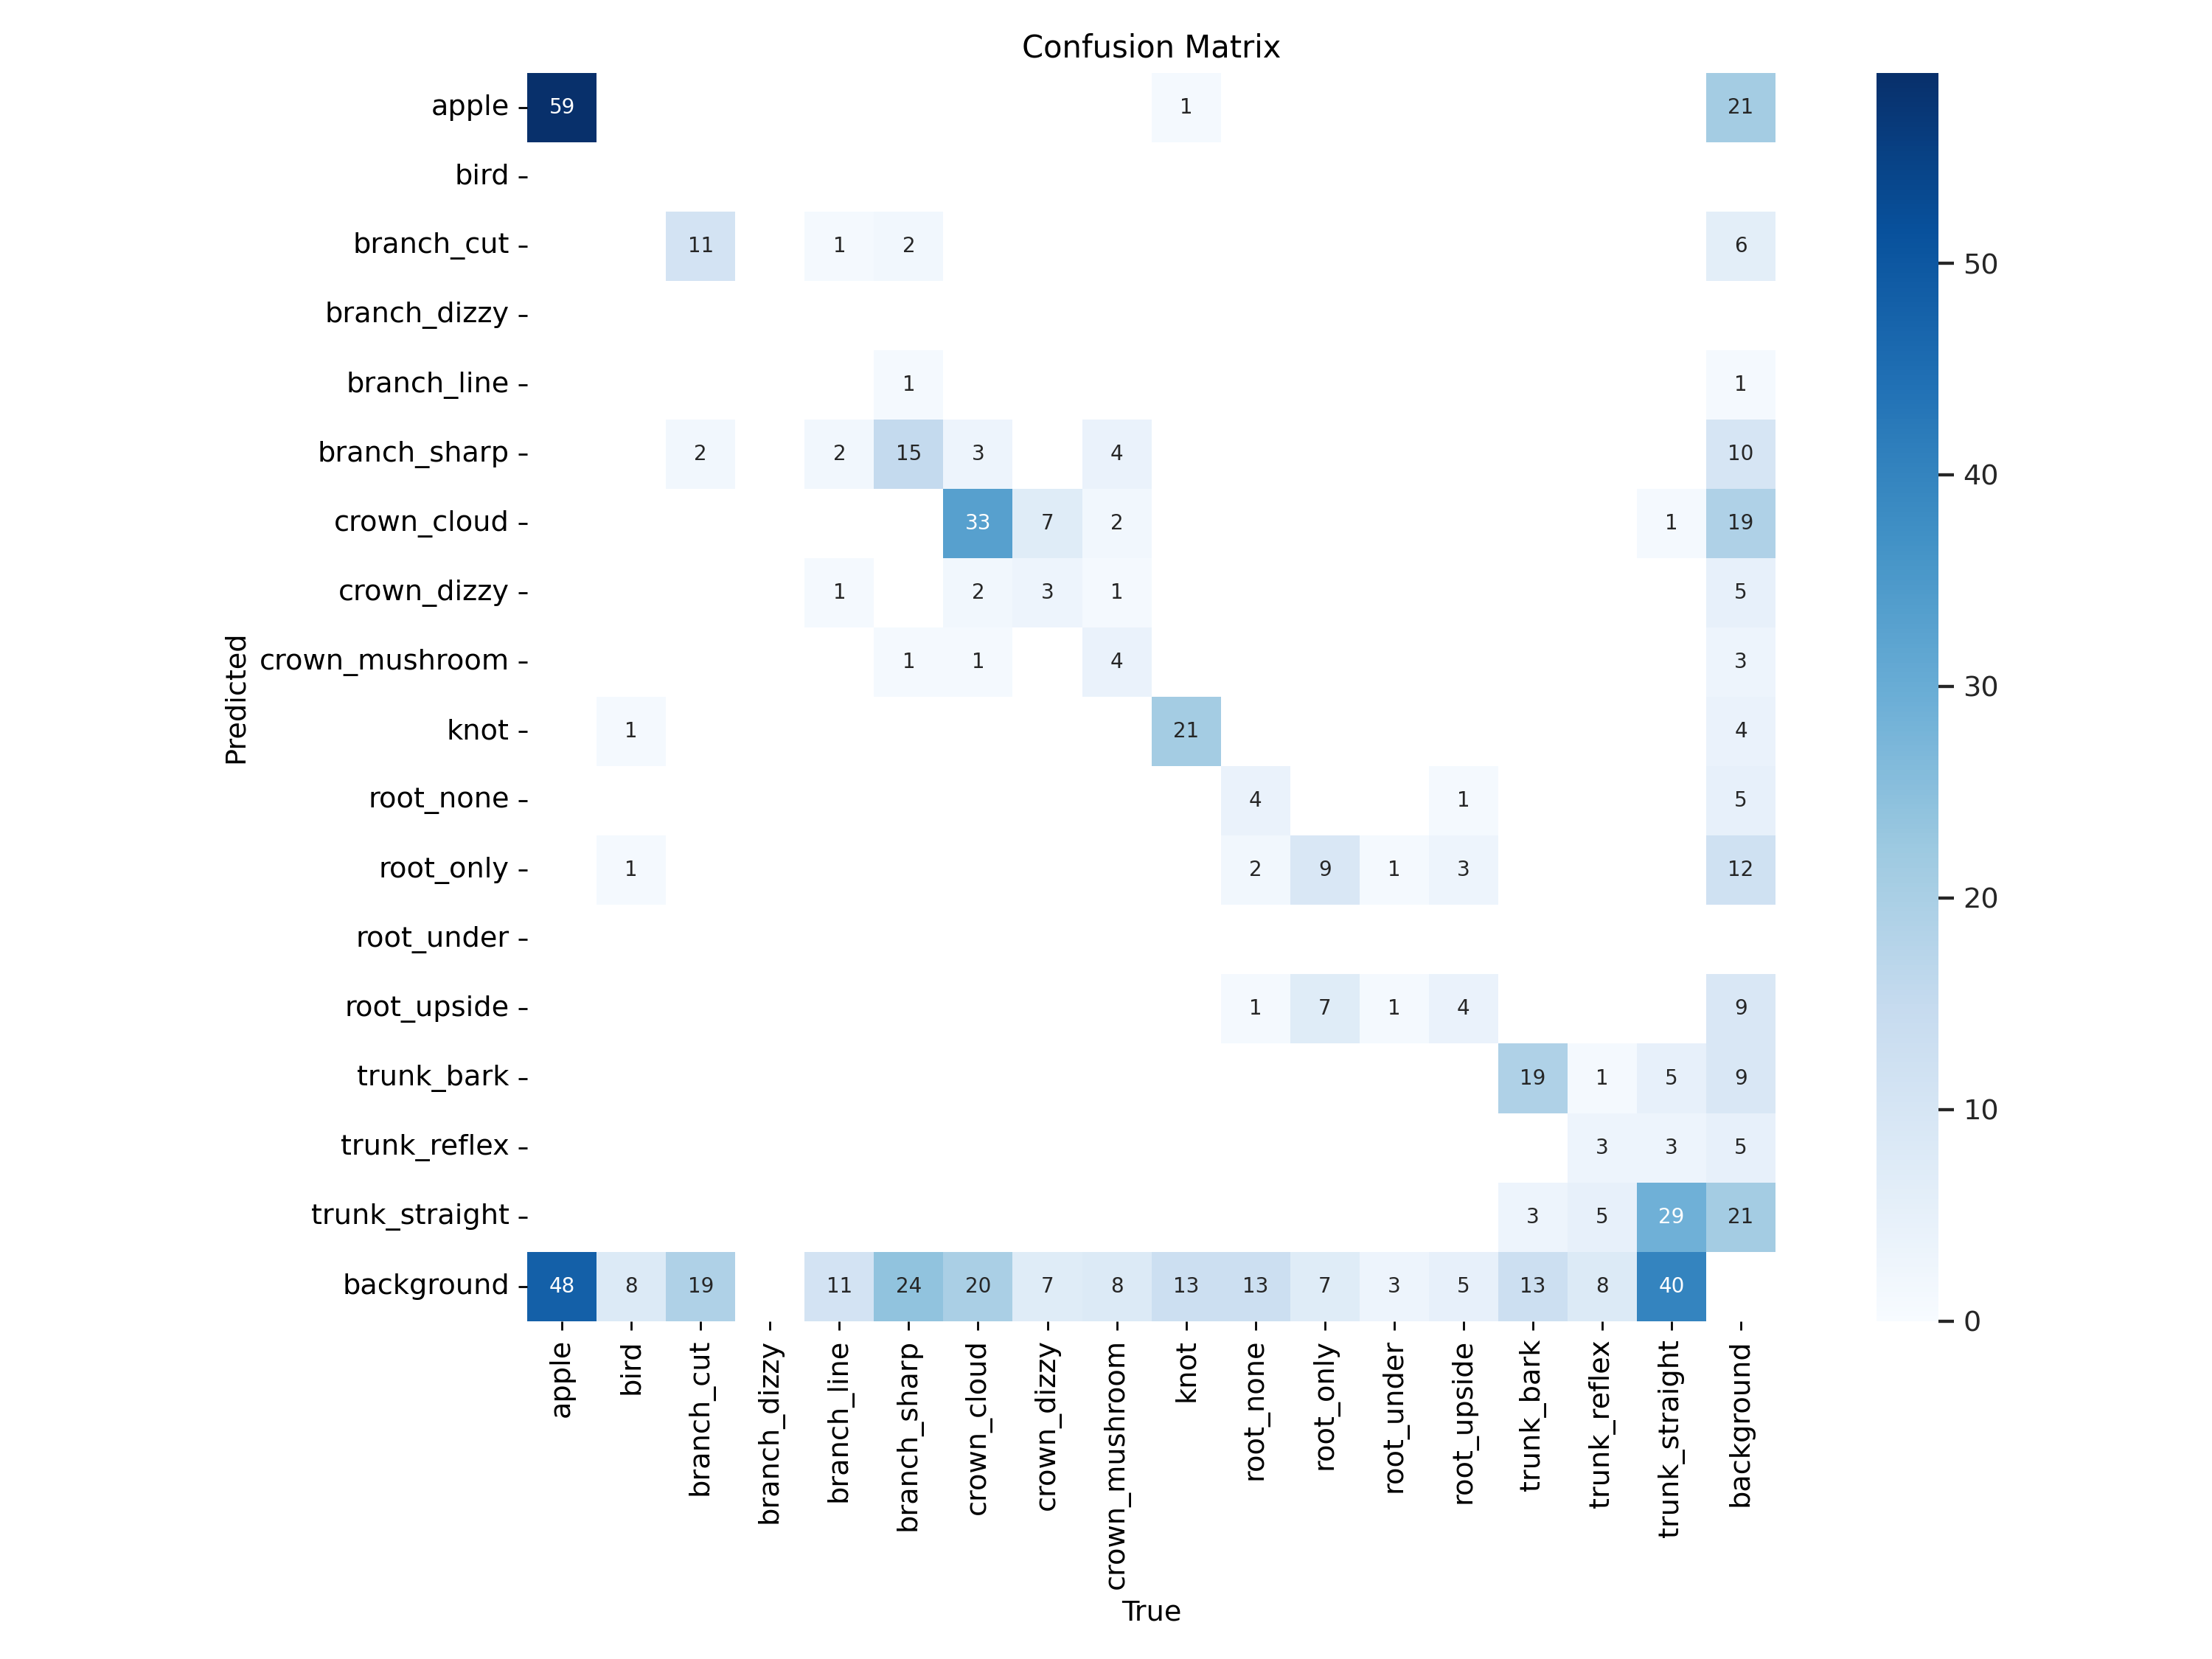 Confusion Matrix
apple 59 1 21
bird
branch_cut 11 1 2 6
branch_dizzy
branch_line 1 1
branch_sharp 2 2 15 3 4 10
crown_cloud 33 7 2 1 19
crown_dizzy 1 2 3 1 5
crown_mushroom 1 1 4 3
knot 1 21 4
root_none 4 1 5
root_only 1 2 9 1 3 12
root_under
root_upside 1 7 1 4 9
trunk_bark 19 1 5 9
trunk_reflex 3 3 5
trunk_straight 3 5 29 21
background 48 8 19 11 24 20 7 8 13 13 7 3 5 13 8 40
Predicted
apple
bird
branch_cut
branch_dizzy
branch_line
branch_sharp
crown_cloud
crown_dizzy
crown_mushroom
knot
root_none
root_only
root_under
root_upside
trunk_bark
trunk_reflex
trunk_straight
background
True
50
40
30
20
10
0